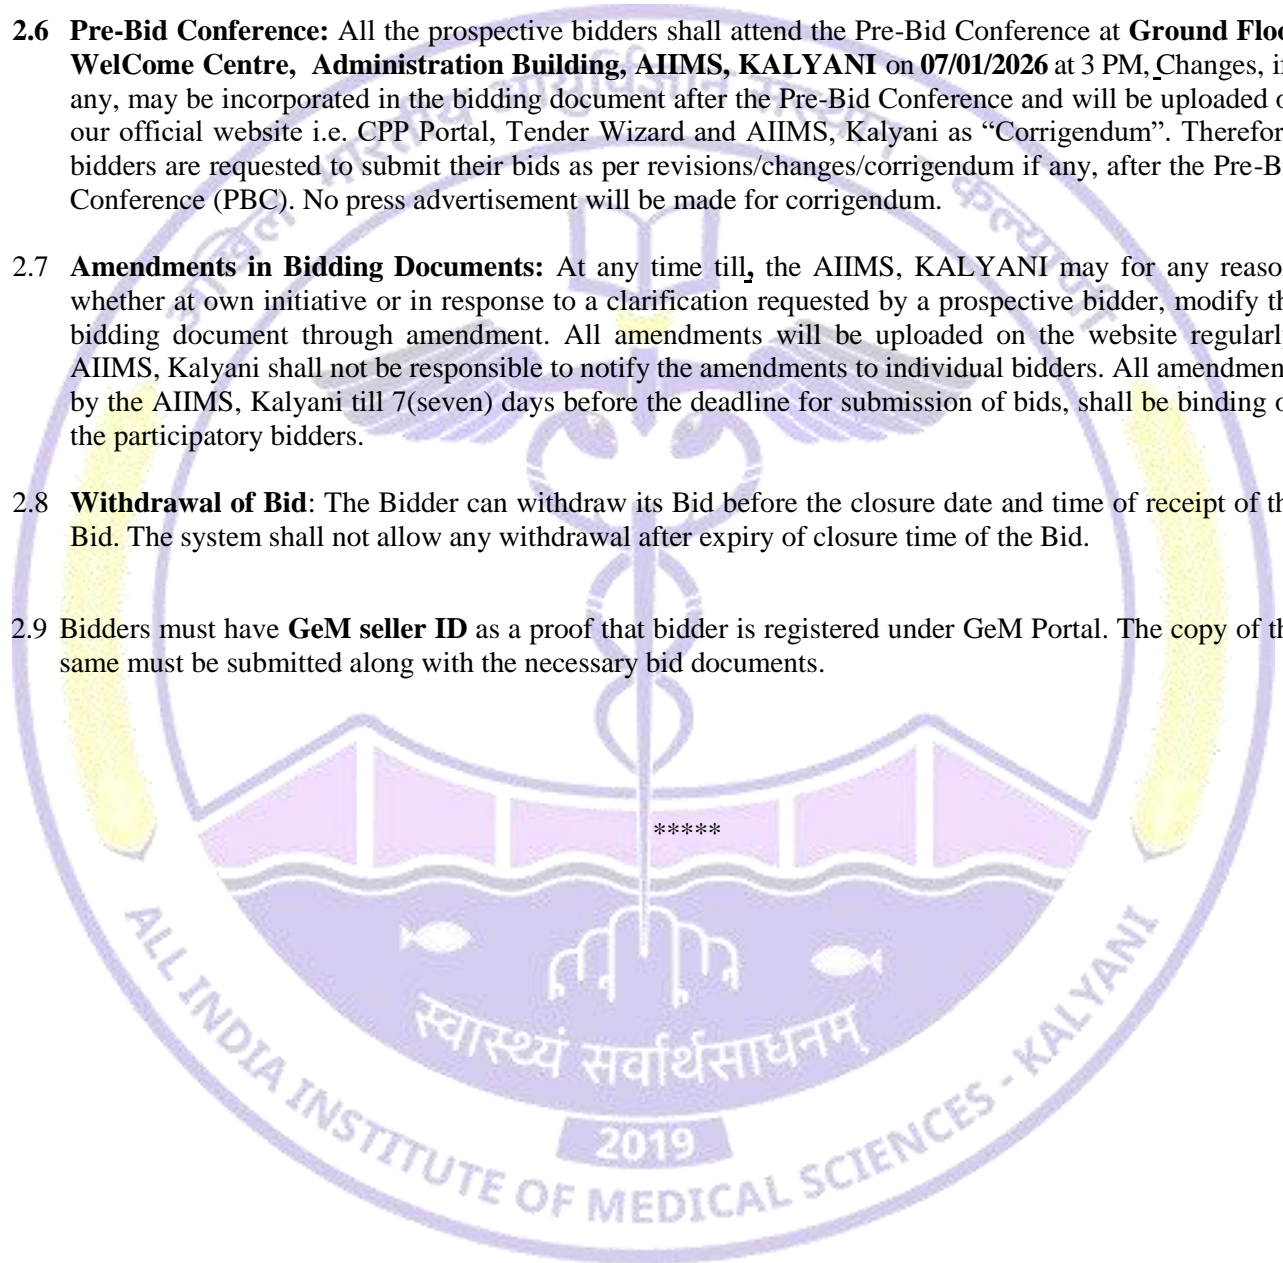 2.6 Pre-Bid Conference: All the prospective bidders shall attend the Pre-Bid Conference at Ground Floo
WelCome Centre, Administration Building, AIIMS, KALYANI on 07/01/2026 at 3 PM, Changes, if
any, may be incorporated in the bidding document after the Pre-Bid Conference and will be uploaded o
our official website i.e. CPP Portal, Tender Wizard and AIIMS, Kalyani as “Corrigendum”. Therefor
bidders are requested to submit their bids as per revisions/changes/corrigendum if any, after the Pre-B
Conference (PBC). No press advertisement will be made for corrigendum.
2.7 Amendments in Bidding Documents: At any time till, the AIIMS, KALYANI may for any reaso
whether at own initiative or in response to a clarification requested by a prospective bidder, modify th
bidding document through amendment. All amendments will be uploaded on the website regularl
AIIMS, Kalyani shall not be responsible to notify the amendments to individual bidders. All amendmen
by the AIIMS, Kalyani till 7(seven) days before the deadline for submission of bids, shall be binding o
the participatory bidders.
2.8 Withdrawal of Bid: The Bidder can withdraw its Bid before the closure date and time of receipt of th
Bid. The system shall not allow any withdrawal after expiry of closure time of the Bid.
2.9 Bidders must have GeM seller ID as a proof that bidder is registered under GeM Portal. The copy of th
same must be submitted along with the necessary bid documents.
*****
अखिल भारतीय आयुर्विज्ञान संस्थान - कल्याणी
स्वास्थ्यं सर्वार्थसाधनम्
2019
ALL INDIA INSTITUTE OF MEDICAL SCIENCES - KALYANI